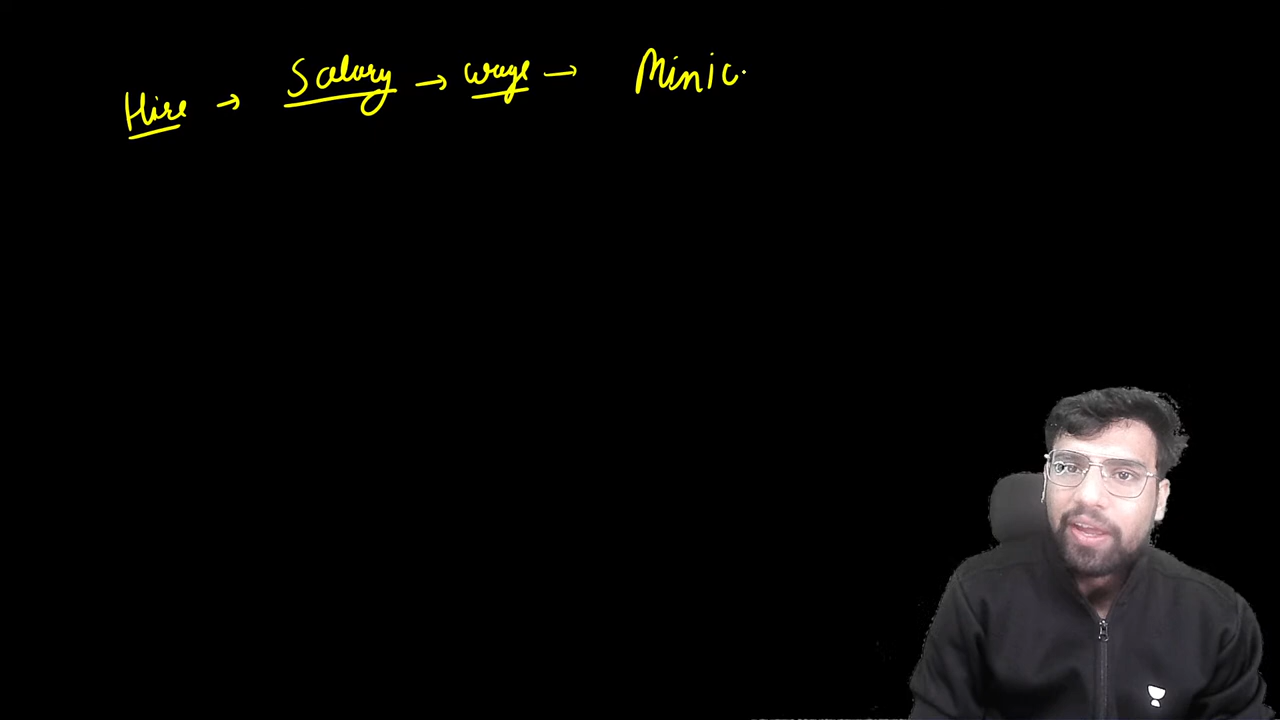 Hire → Salary → wage → Minic.